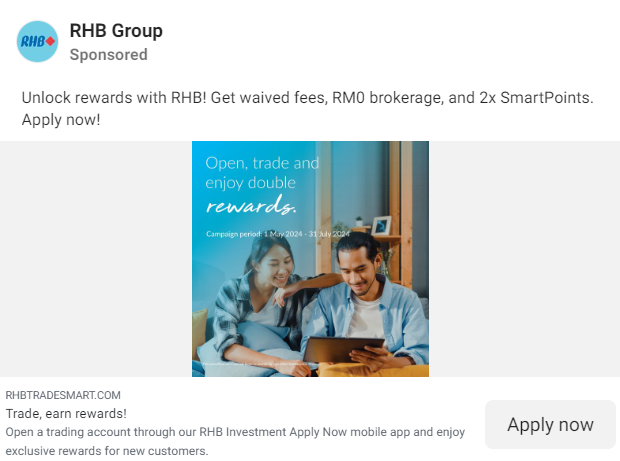 RHB
RHB Group
Sponsored
Unlock rewards with RHB! Get waived fees, RM0 brokerage, and 2x SmartPoints.
Apply now!
Open, trade and
enjoy double
rewards.
Campaign period: 1 May 2024 - 31 July 2024
RHBTRADESMART.COM
Trade, earn rewards!
Open a trading account through our RHB Investment Apply Now mobile app and enjoy
exclusive rewards for new customers.
Apply now